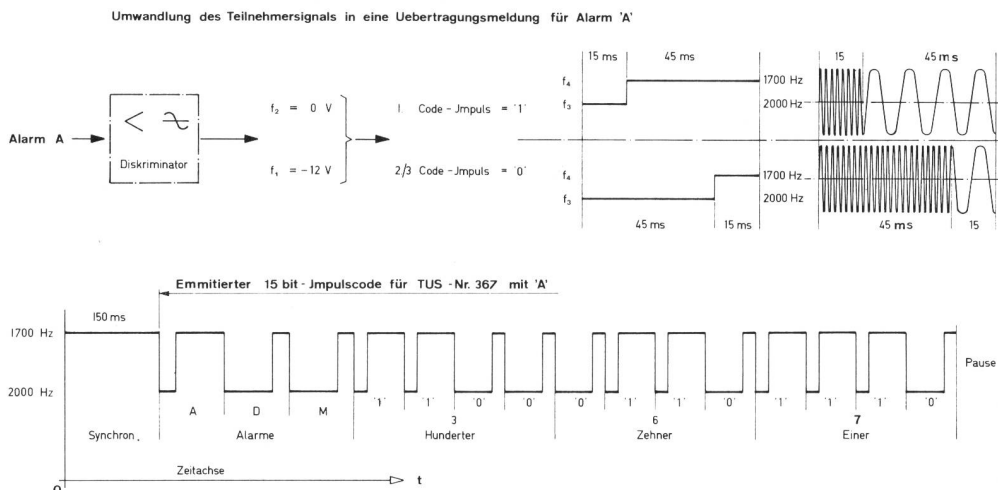 Umwandlung des Teilnehmersignals in eine Uebertragungsmeldung für Alarm 'A'
15 ms 45 ms
15 45 ms
f₄ 1700 Hz
f₃ 2000 Hz
Alarm A
Diskriminator
f₂ = 0 V
f₁ = -12 V
1. Code - Jmpuls = '1'
2/3 Code - Jmpuls = '0'
f₄ 1700 Hz
f₃ 2000 Hz
45 ms 15 ms
45 ms 15
Emmitierter 15 bit - Jmpulscode für TUS - Nr. 367 mit 'A'
150 ms
1700 Hz
2000 Hz
Pause
A D M '1' '1' '0' '0' '0' '1' '1' '0' '1' '1' '1' '0'
3 6 7
Synchron. Alarme Hunderter Zehner Einer
Zeitachse
t
0